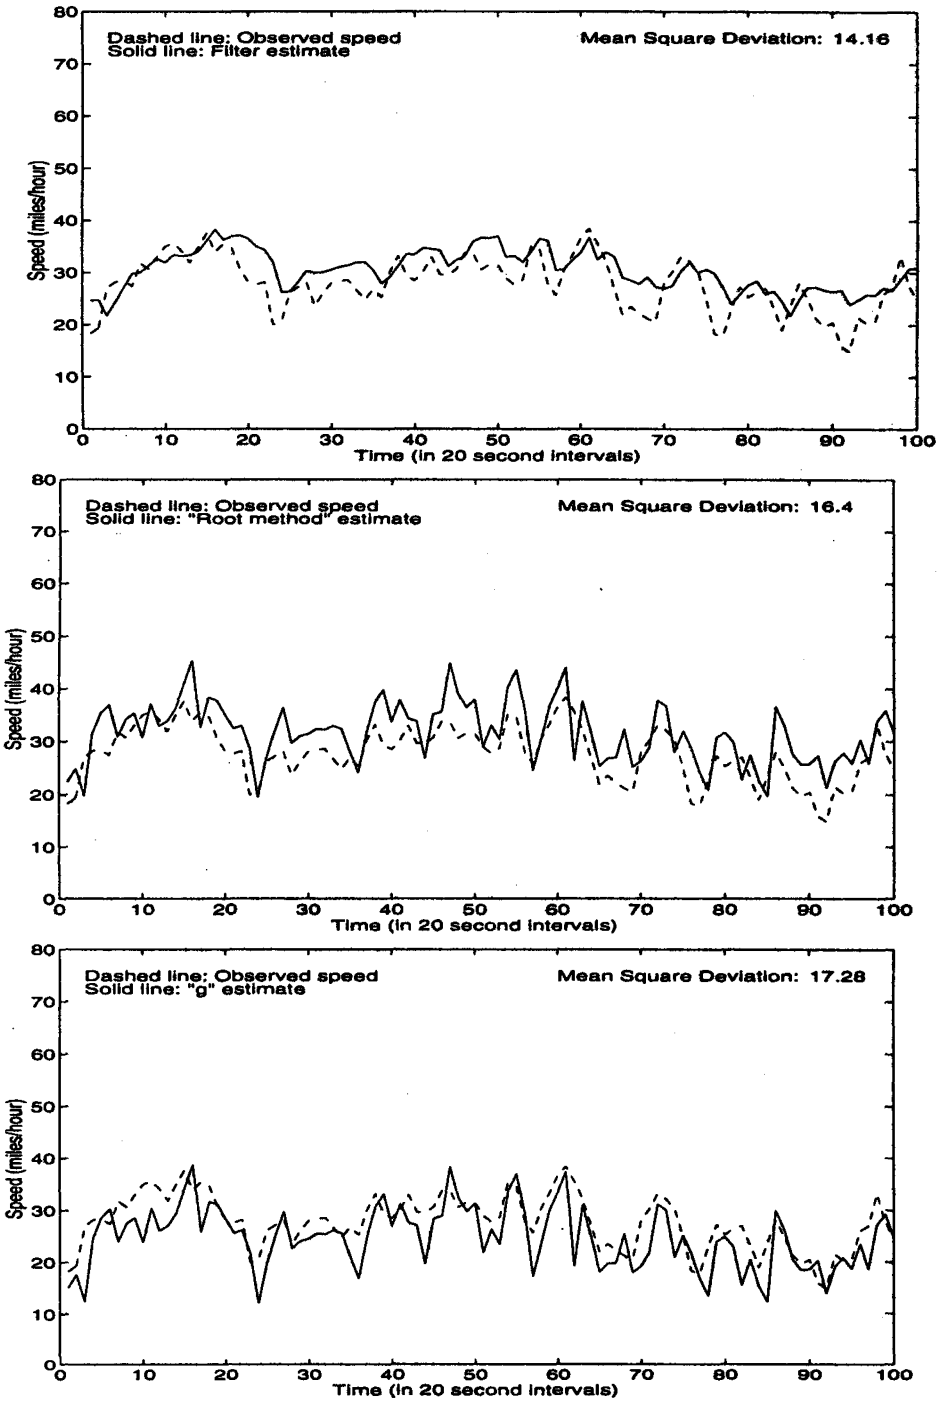 80
Dashed line: Observed speed Mean Square Deviation: 14.16
Solid line: Filter estimate
70
60
50
40
30
20
10
0
Speed (miles/hour)
0 10 20 30 40 50 60 70 80 90 100
Time (in 20 second intervals)
80
Dashed line: Observed speed Mean Square Deviation: 16.4
Solid line: "Root method" estimate
70
60
50
40
30
20
10
0
Speed (miles/hour)
0 10 20 30 40 50 60 70 80 90 100
Time (in 20 second intervals)
80
Dashed line: Observed speed Mean Square Deviation: 17.28
Solid line: "g" estimate
70
60
50
40
30
20
10
0
Speed (miles/hour)
0 10 20 30 40 50 60 70 80 90 100
Time (in 20 second intervals)